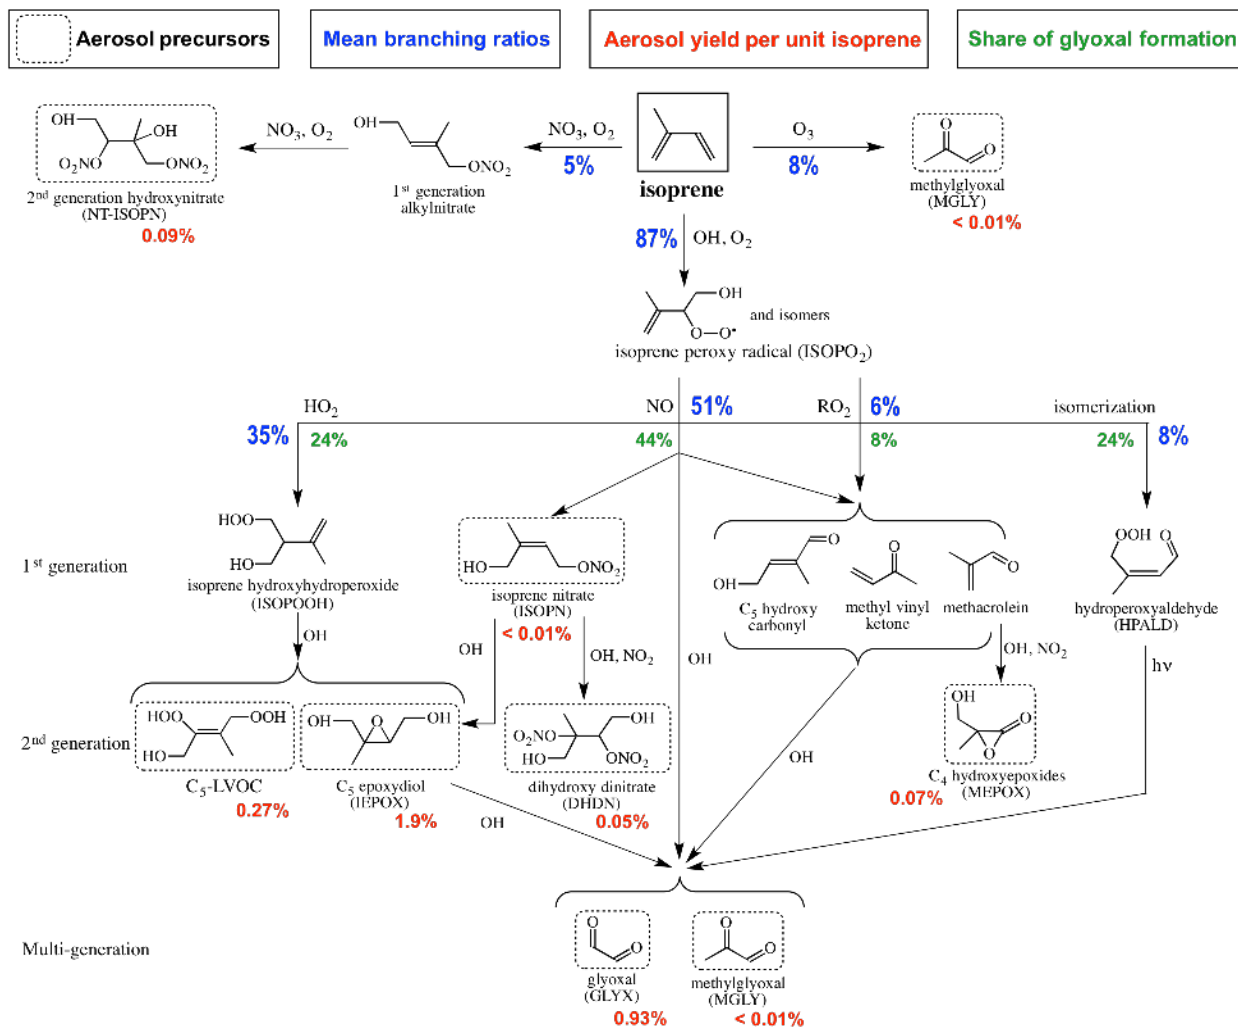 Aerosol precursors
Mean branching ratios
Aerosol yield per unit isoprene
Share of glyoxal formation
OH
OH
O₂NO
ONO₂
2nd generation hydroxynitrate
(NT-ISOPN)
0.09%
NO₃, O₂
HO
ONO₂
1st generation
alkylnitrate
NO₃, O₂
5%
isoprene
O₃
8%
O
O
methylglyoxal
(MGLY)
< 0.01%
87%
OH, O₂
OH
O–O•
and isomers
isoprene peroxy radical (ISOPO₂)
HO₂
NO
51%
RO₂
6%
isomerization
35%
24%
44%
8%
24%
8%
1st generation
HOO
HO
isoprene hydroxyhydroperoxide
(ISOPOOH)
OH
HO
ONO₂
isoprene nitrate
(ISOPN)
< 0.01%
OH
OH, NO₂
OH
O
HO
C₅ hydroxy
carbonyl
O
methyl vinyl
ketone
O
methacrolein
OH, NO₂
OOH
O
hydroperoxyaldehyde
(HPALD)
hν
2nd generation
HOO
OOH
HO
C₅-LVOC
0.27%
HO
O
OH
C₅ epoxydiol
(IEPOX)
1.9%
OH
OH
O₂NO
HO
ONO₂
dihydroxy dinitrate
(DHDN)
0.05%
OH
HO
O
O
C₄ hydroxyepoxides
(MEPOX)
0.07%
Multi-generation
O
O
glyoxal
(GLYX)
0.93%
O
O
methylglyoxal
(MGLY)
< 0.01%